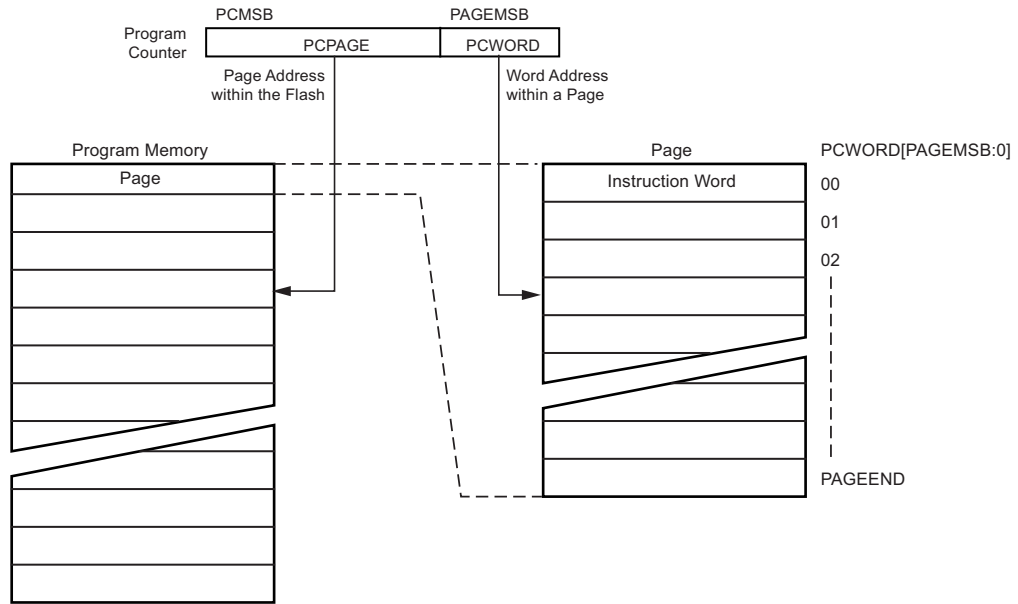 PCMSB PAGEMSB
Program
Counter
PCPAGE PCWORD
Page Address
within the Flash
Word Address
within a Page
Program Memory
Page
Page
Instruction Word
PCWORD[PAGEMSB:0]
00
01
02
PAGEEND